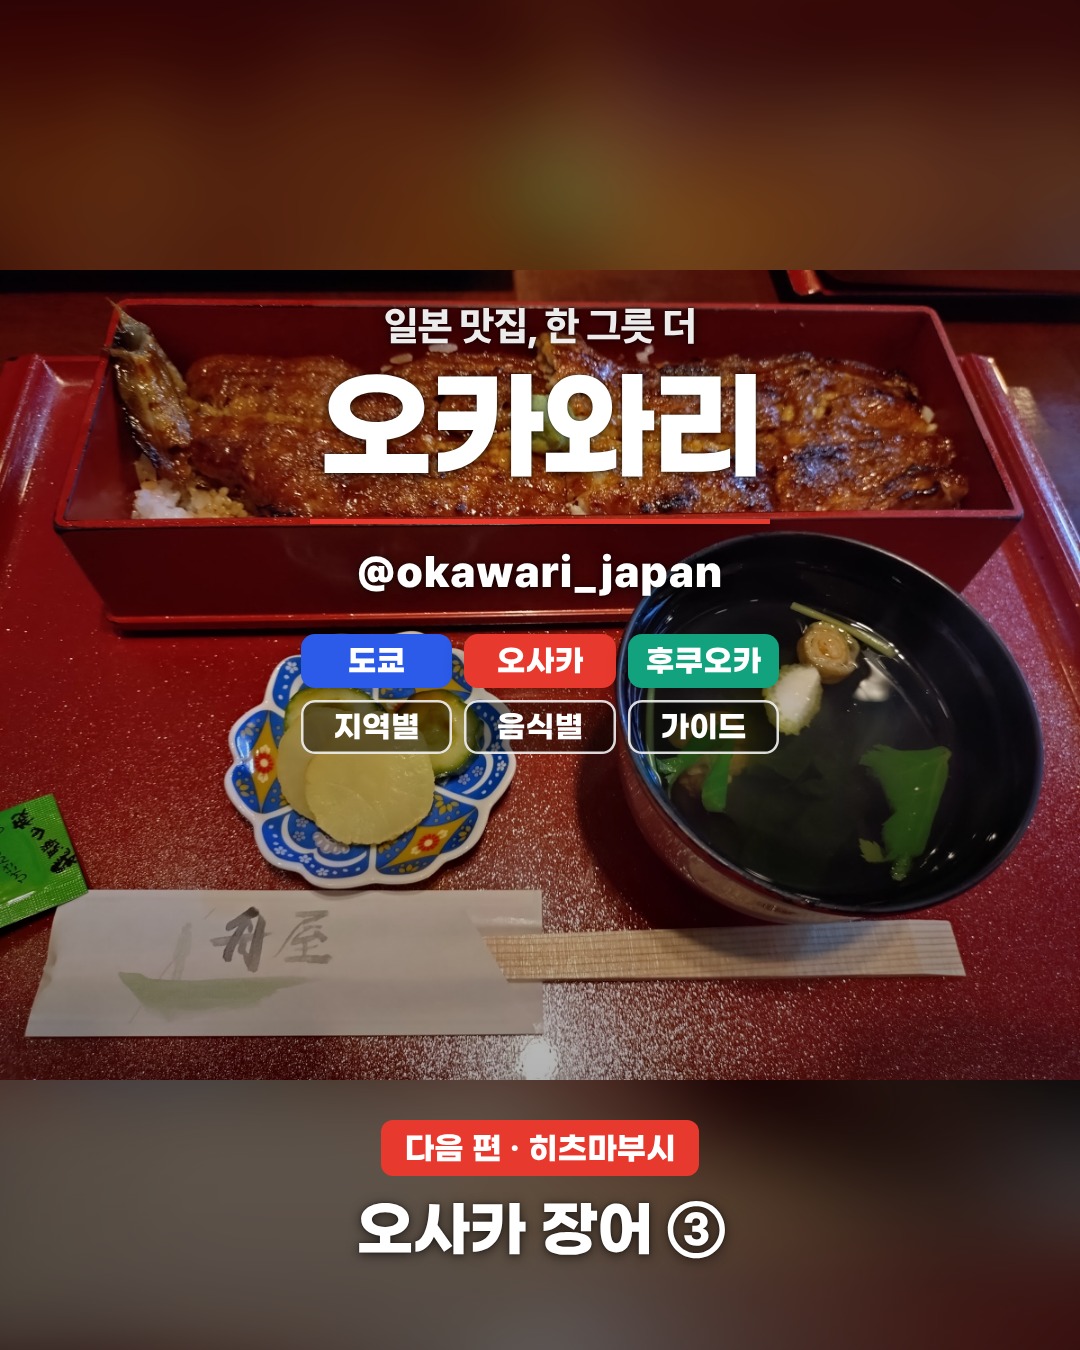 일본 맛집, 한 그릇 더
오카와리
@okawari_japan
도쿄 오사카 후쿠오카
지역별 음식별 가이드
舟屋
다음 편 · 히츠마부시
오사카 장어 ③